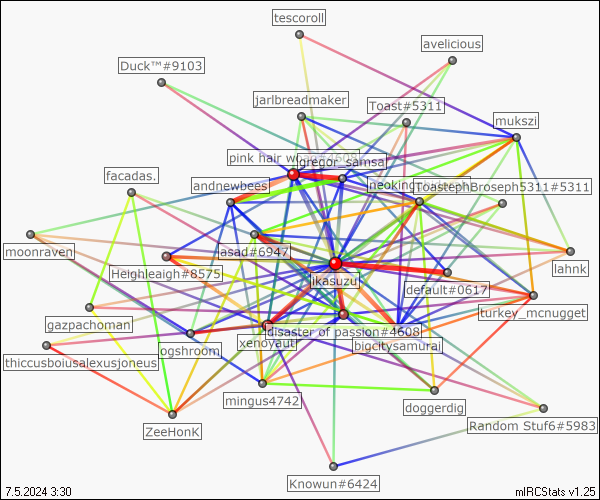 tescoroll
avelicious
Duck™#9103
jarlbreadmaker
Toast#5311
mukszi
pink hair
gregor_samsa
facadas.
andnewbees
ToastephBroseph5311#5311
moonraven
asad#6947
lahnk
Heighleaigh#8575
ikasuzu
default#0617
turkey_mcnugget
gazpachoman
disaster of passion#4608
xenoyaut
bigcitysamurai
ogshroom
thiccusboiusalexusjoneus
mingus4742
doggerdig
Random Stuf6#5983
ZeeHonK
Knowun#6424
7.5.2024 3:30
mIRCStats v1.25